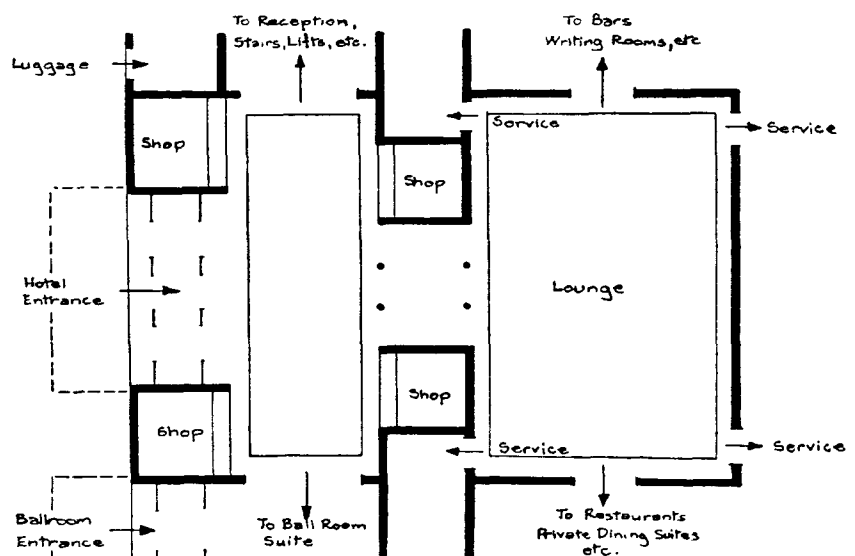 To Reception,
Stairs, Lifts, etc.
To Bars
Writing Rooms, etc
Luggage
Service
Service
Shop
Shop
Hotel
Entrance
Lounge
Shop
Shop
Service
Service
Ballroom
Entrance
To Ball Room
Suite
To Restaurants
Private Dining Suites
etc.